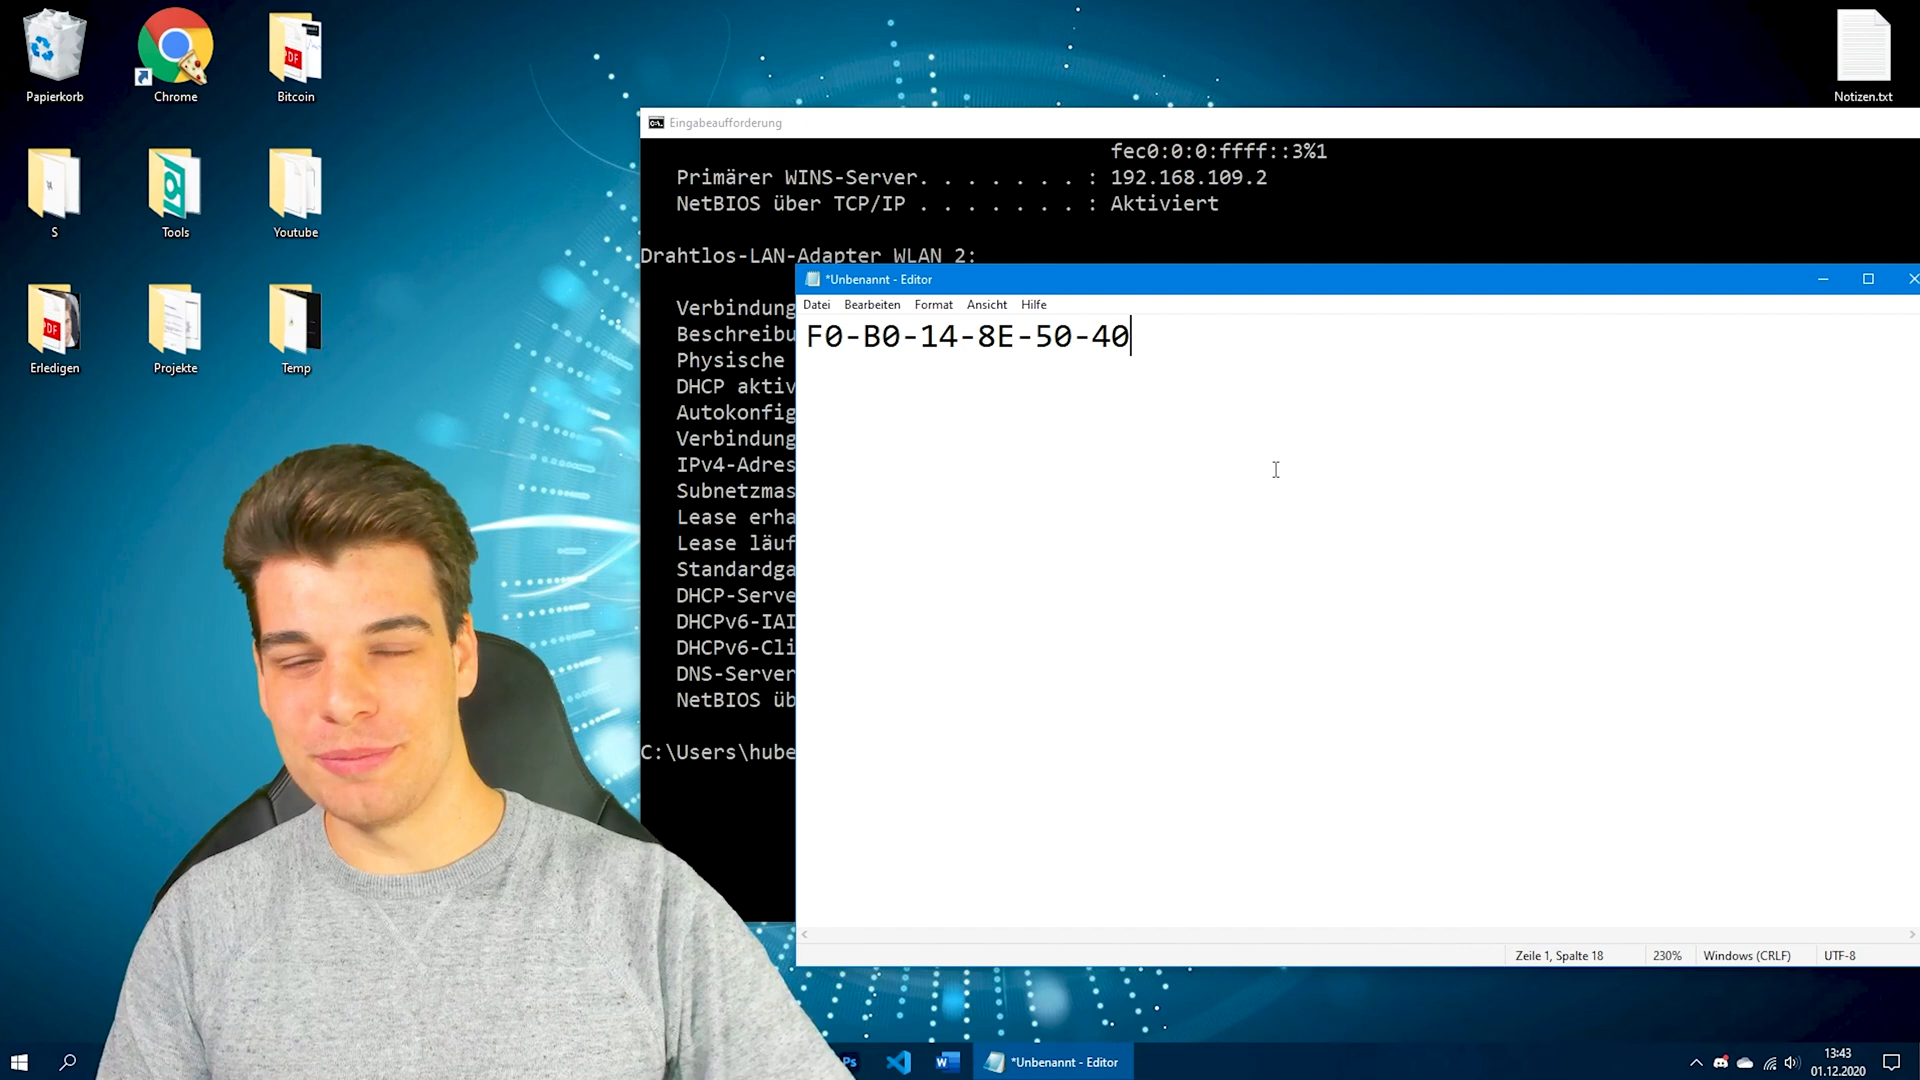 Papierkorb
Chrome
Bitcoin
Notizen.txt
S
Tools
Youtube
Erledigen
Projekte
Temp
PDF
PDF
Eingabeaufforderung
fec0:0:0:ffff::3%1
Primärer WINS-Server. . . . . . . : 192.168.109.2
NetBIOS über TCP/IP . . . . . . . : Aktiviert
Drahtlos-LAN-Adapter WLAN 2:
Verbindung
Beschreibu
Physische
DHCP aktiv
Autokonfig
Verbindung
IPv4-Adres
Subnetzmas
Lease erha
Lease läuf
Standardga
DHCP-Serve
DHCPv6-IAI
DHCPv6-Cli
DNS-Server
NetBIOS üb
C:\Users\hube
*Unbenannt - Editor
Datei Bearbeiten Format Ansicht Hilfe
F0-B0-14-8E-50-40
Zeile 1, Spalte 18 230% Windows (CRLF) UTF-8
Ps
W
*Unbenannt - Editor
13:43
01.12.2020